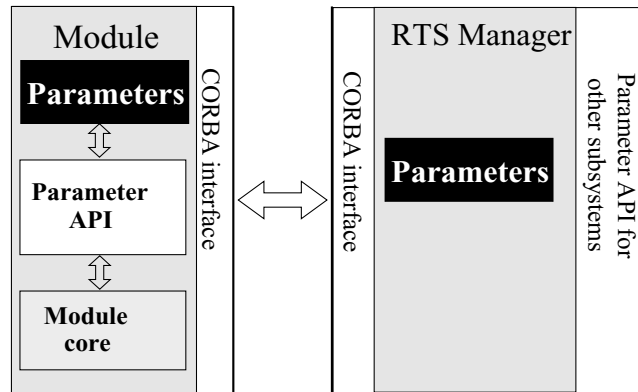 Module
Parameters
Parameter
API
Module
core
CORBA interface
CORBA interface
RTS Manager
Parameters
Parameter API for
other subsystems